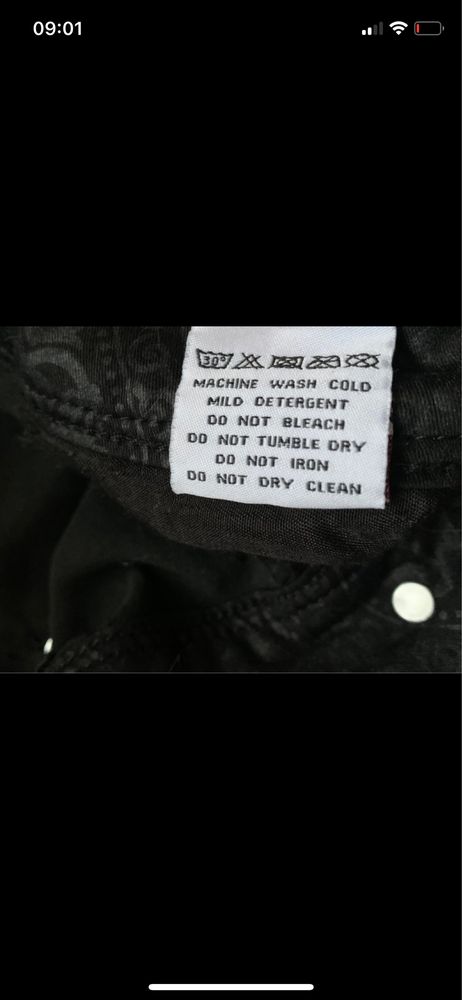 09:01
30°
MACHINE WASH COLD
MILD DETERGENT
DO NOT BLEACH
DO NOT TUMBLE DRY
DO NOT IRON
DO NOT DRY CLEAN